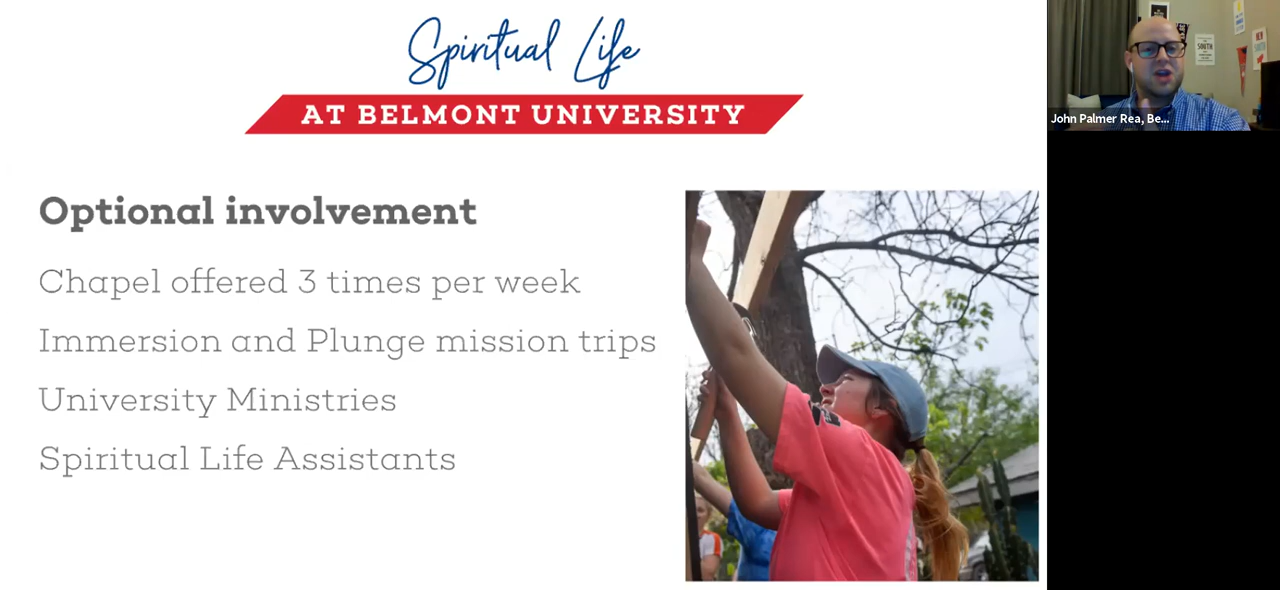 Spiritual Life
AT BELMONT UNIVERSITY
Optional involvement
Chapel offered 3 times per week
Immersion and Plunge mission trips
University Ministries
Spiritual Life Assistants
John Palmer Rea, Be...
SOUTH